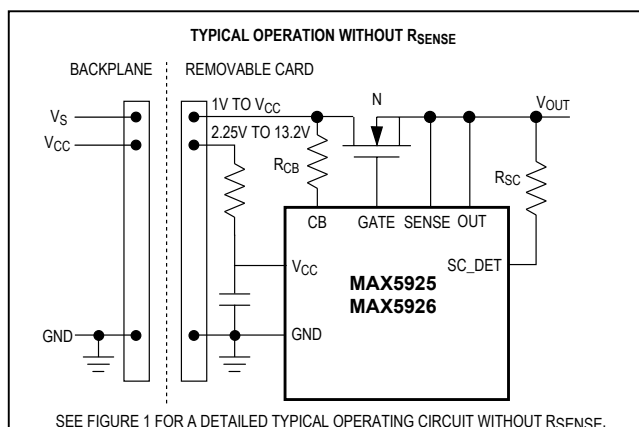 TYPICAL OPERATION WITHOUT RSENSE
BACKPLANE
REMOVABLE CARD
1V TO VCC
N
VOUT
VS
2.25V TO 13.2V
VCC
RCB
RSC
CB
GATE
SENSE
OUT
SC_DET
VCC
MAX5925
MAX5926
GND
GND
SEE FIGURE 1 FOR A DETAILED TYPICAL OPERATING CIRCUIT WITHOUT RSENSE.